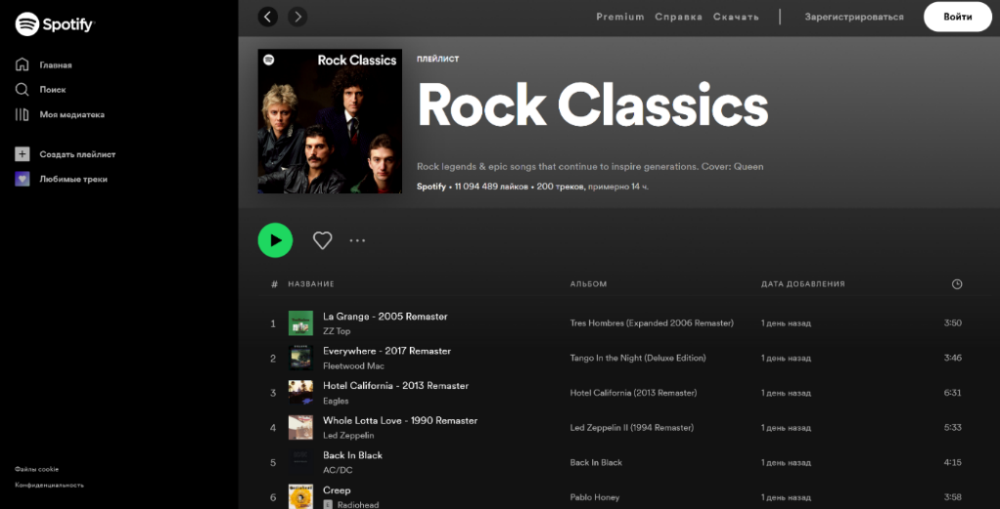 Spotify
Главная
Поиск
Моя медиатека
Создать плейлист
Любимые треки
Файлы cookie
Конфиденциальность
Premium Справка Скачать Зарегистрироваться Войти
Rock Classics
ПЛЕЙЛИСТ
Rock Classics
Rock legends & epic songs that continue to inspire generations. Cover: Queen
Spotify • 11 094 489 лайков • 200 треков, примерно 14 ч.
# НАЗВАНИЕ АЛЬБОМ ДАТА ДОБАВЛЕНИЯ
1 La Grange - 2005 Remaster Tres Hombres (Expanded 2006 Remaster) 1 день назад 3:50
ZZ Top
2 Everywhere - 2017 Remaster Tango In the Night (Deluxe Edition) 1 день назад 3:46
Fleetwood Mac
3 Hotel California - 2013 Remaster Hotel California (2013 Remaster) 1 день назад 6:31
Eagles
4 Whole Lotta Love - 1990 Remaster Led Zeppelin II (1994 Remaster) 1 день назад 5:33
Led Zeppelin
5 Back In Black Back In Black 1 день назад 4:15
AC/DC
6 Creep Pablo Honey 1 день назад 3:58
Radiohead